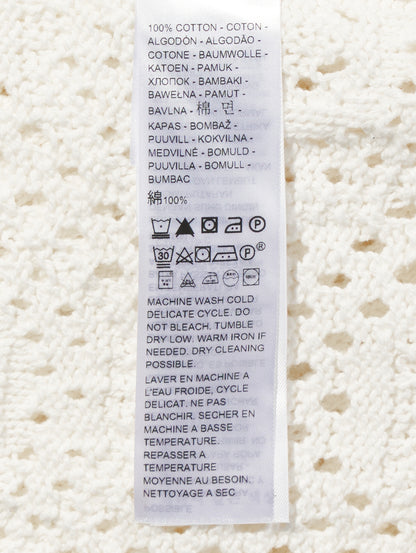 100% COTTON - COTON -
ALGODÓN - ALGODÃO -
COTONE - BAUMWOLLE -
KATOEN - PAMUK -
ХЛОПОК - BAMBAKI -
BAWEŁNA - PAMUT -
BAVLNA - 棉 - 면 -
KAPAS - BOMBAŽ -
PUUVILL - KOKVILNA -
MEDVILNĖ - BOMULD -
PUUVILLA - BOMULL -
BUMBAC
綿100%
P
30 P ®
MACHINE WASH COLD
DELICATE CYCLE. DO
NOT BLEACH. TUMBLE
DRY LOW. WARM IRON IF
NEEDED. DRY CLEANING
POSSIBLE.
LAVER EN MACHINE A
L'EAU FROIDE, CYCLE
DELICAT. NE PAS
BLANCHIR. SECHER EN
MACHINE A BASSE
TEMPERATURE.
REPASSER A
TEMPERATURE
MOYENNE AU BESOIN.
NETTOYAGE A SEC